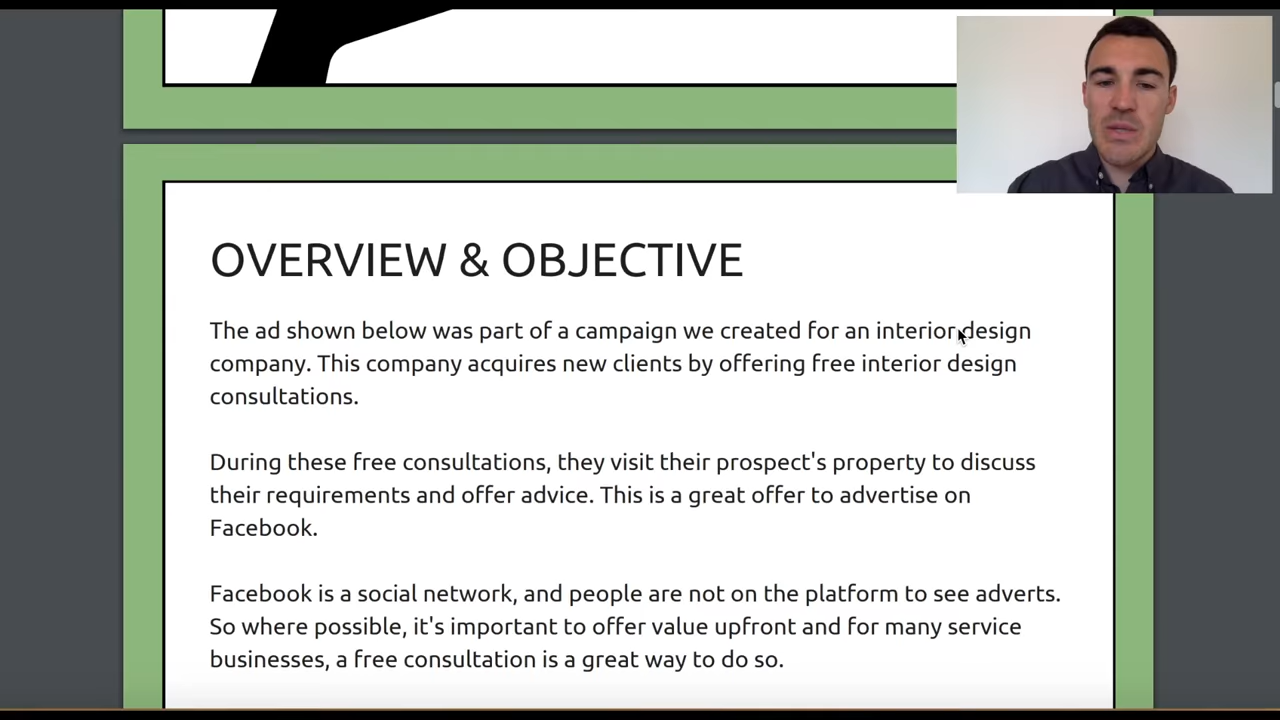 OVERVIEW & OBJECTIVE
The ad shown below was part of a campaign we created for an interior design
company. This company acquires new clients by offering free interior design
consultations.
During these free consultations, they visit their prospect's property to discuss
their requirements and offer advice. This is a great offer to advertise on
Facebook.
Facebook is a social network, and people are not on the platform to see adverts.
So where possible, it's important to offer value upfront and for many service
businesses, a free consultation is a great way to do so.